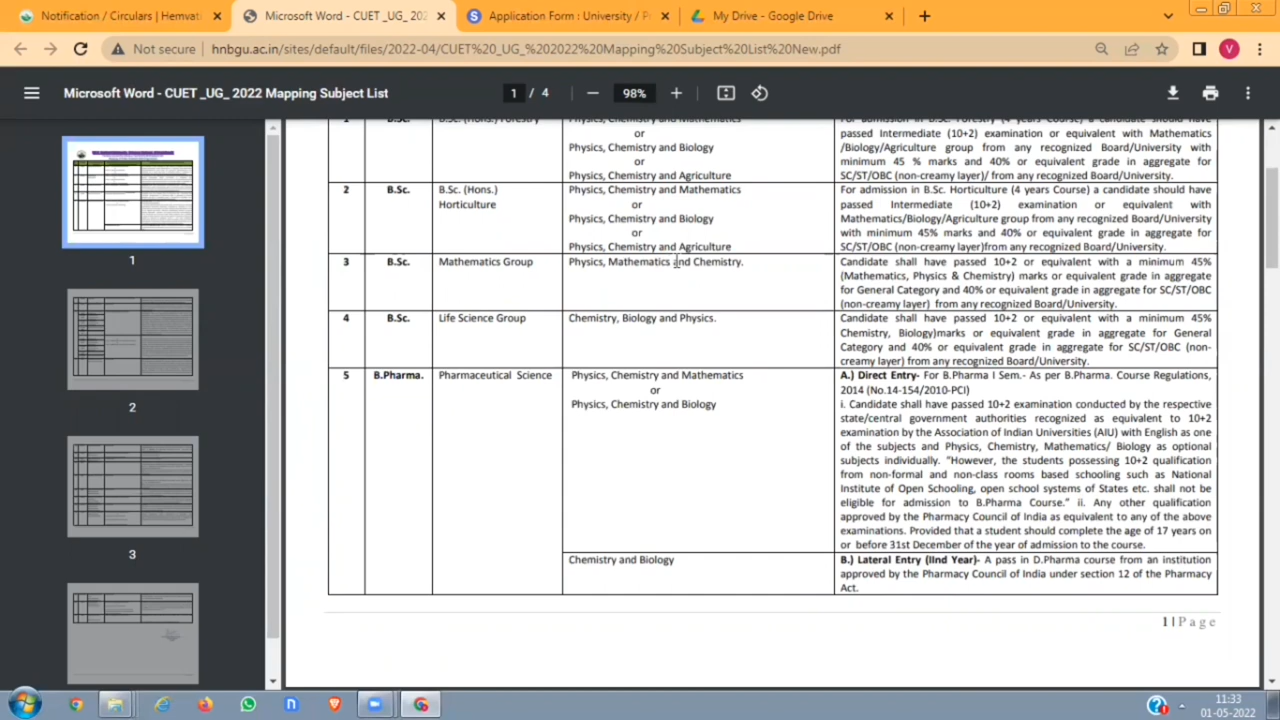 Notification / Circulars | Hemvati
Microsoft Word - CUET _UG_ 202
Application Form : University / P
My Drive - Google Drive
Not secure
hnbgu.ac.in/sites/default/files/2022-04/CUET%20_UG_%202022%20Mapping%20Subject%20List%20New.pdf
V
Microsoft Word - CUET _UG_ 2022 Mapping Subject List
1 / 4
98%
1
2
3
1 B.Sc. B.Sc. (Hons.) Forestry
Physics, Chemistry and Mathematics
or
Physics, Chemistry and Biology
or
Physics, Chemistry and Agriculture
For admission in B.Sc. Forestry (4 years Course) a candidate should have
passed Intermediate (10+2) examination or equivalent with Mathematics
/Biology/Agriculture group from any recognized Board/University with
minimum 45 % marks and 40% or equivalent grade in aggregate for
SC/ST/OBC (non-creamy layer)/ from any recognized Board/University.
2 B.Sc. B.Sc. (Hons.)
Horticulture
Physics, Chemistry and Mathematics
or
Physics, Chemistry and Biology
or
Physics, Chemistry and Agriculture
For admission in B.Sc. Horticulture (4 years Course) a candidate should have
passed Intermediate (10+2) examination or equivalent with
Mathematics/Biology/Agriculture group from any recognized Board/University
with minimum 45% marks and 40% or equivalent grade in aggregate for
SC/ST/OBC (non-creamy layer)from any recognized Board/University.
3 B.Sc. Mathematics Group
Physics, Mathematics and Chemistry.
Candidate shall have passed 10+2 or equivalent with a minimum 45%
(Mathematics, Physics & Chemistry) marks or equivalent grade in aggregate
for General Category and 40% or equivalent grade in aggregate for SC/ST/OBC
(non-creamy layer) from any recognized Board/University.
4 B.Sc. Life Science Group
Chemistry, Biology and Physics.
Candidate shall have passed 10+2 or equivalent with a minimum 45%
Chemistry, Biology)marks or equivalent grade in aggregate for General
Category and 40% or equivalent grade in aggregate for SC/ST/OBC (non-
creamy layer) from any recognized Board/University.
5 B.Pharma. Pharmaceutical Science
Physics, Chemistry and Mathematics
or
Physics, Chemistry and Biology
A.) Direct Entry- For B.Pharma I Sem.- As per B.Pharma. Course Regulations,
2014 (No.14-154/2010-PCI)
i. Candidate shall have passed 10+2 examination conducted by the respective
state/central government authorities recognized as equivalent to 10+2
examination by the Association of Indian Universities (AIU) with English as one
of the subjects and Physics, Chemistry, Mathematics/ Biology as optional
subjects individually. "However, the students possessing 10+2 qualification
from non-formal and non-class rooms based schooling such as National
Institute of Open Schooling, open school systems of States etc. shall not be
eligible for admission to B.Pharma Course." ii. Any other qualification
approved by the Pharmacy Council of India as equivalent to any of the above
examinations. Provided that a student should complete the age of 17 years on
or before 31st December of the year of admission to the course.
Chemistry and Biology
B.) Lateral Entry (IInd Year)- A pass in D.Pharma course from an institution
approved by the Pharmacy Council of India under section 12 of the Pharmacy
Act.
1 | P a g e
11:33
01-05-2022